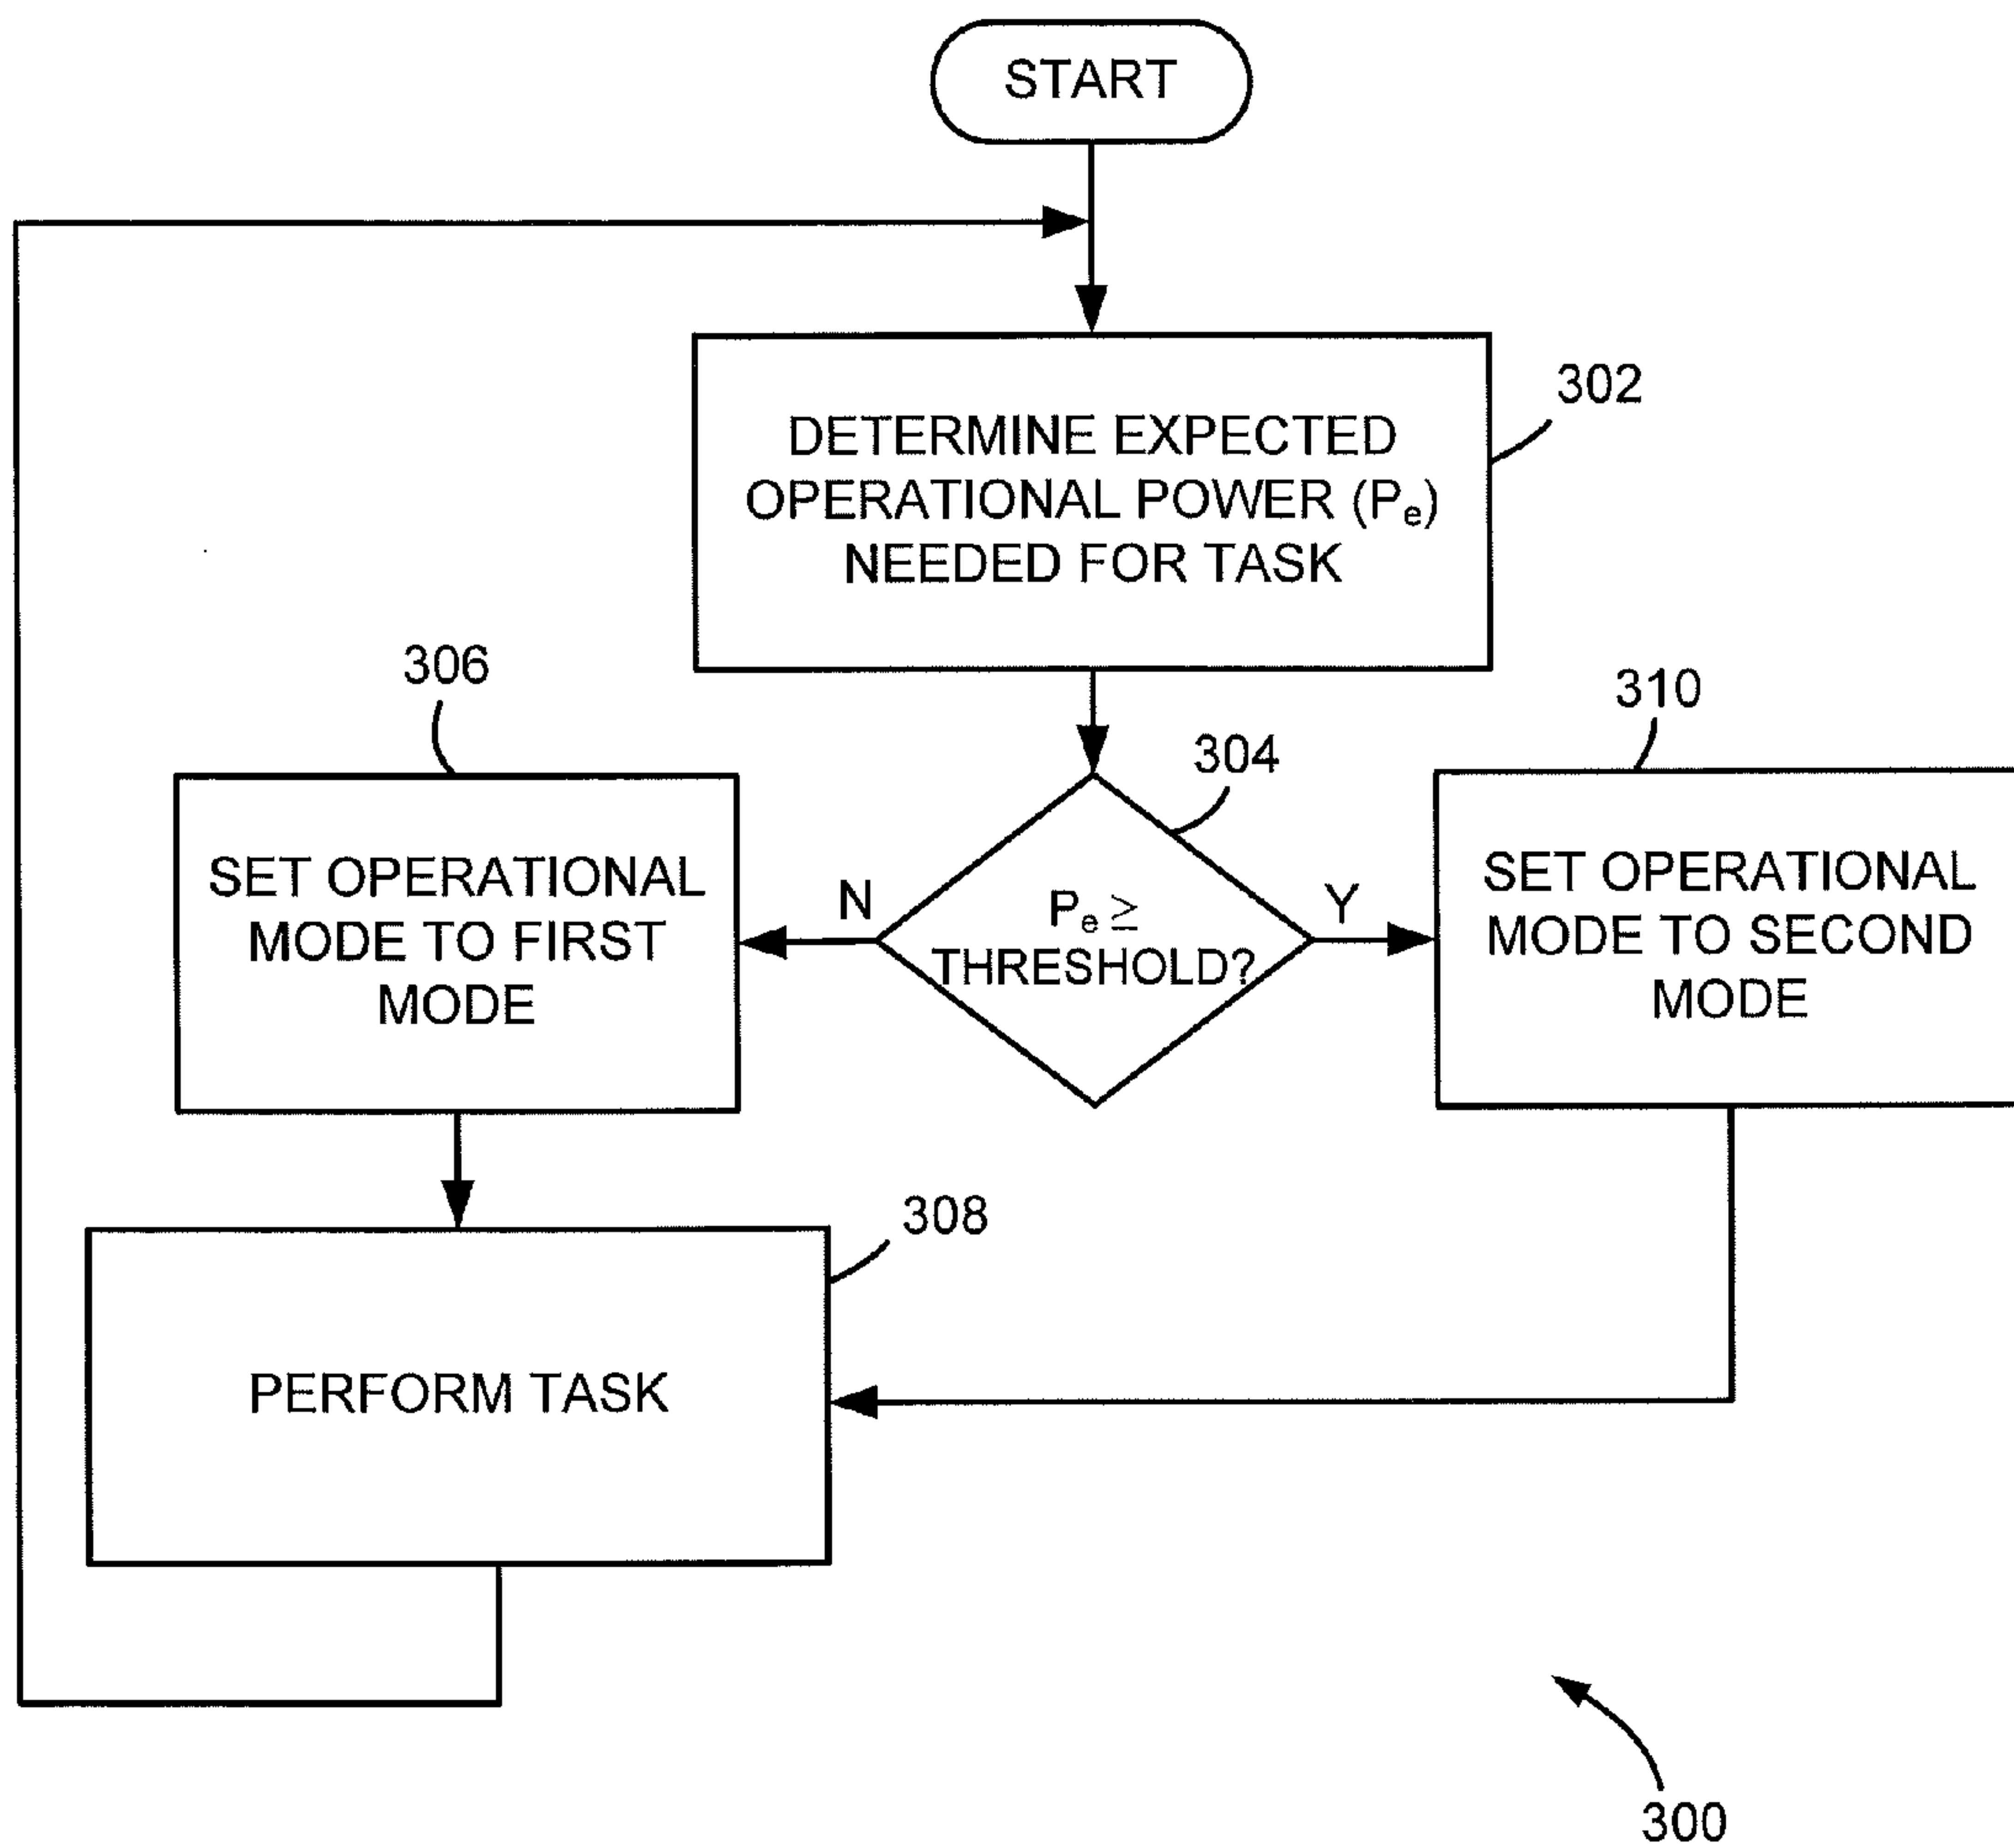 START
302
DETERMINE EXPECTED
OPERATIONAL POWER (Pe)
NEEDED FOR TASK
306
310
304
SET OPERATIONAL
MODE TO FIRST
MODE
N
Pe ≥
THRESHOLD?
Y
SET OPERATIONAL
MODE TO SECOND
MODE
308
PERFORM TASK
300